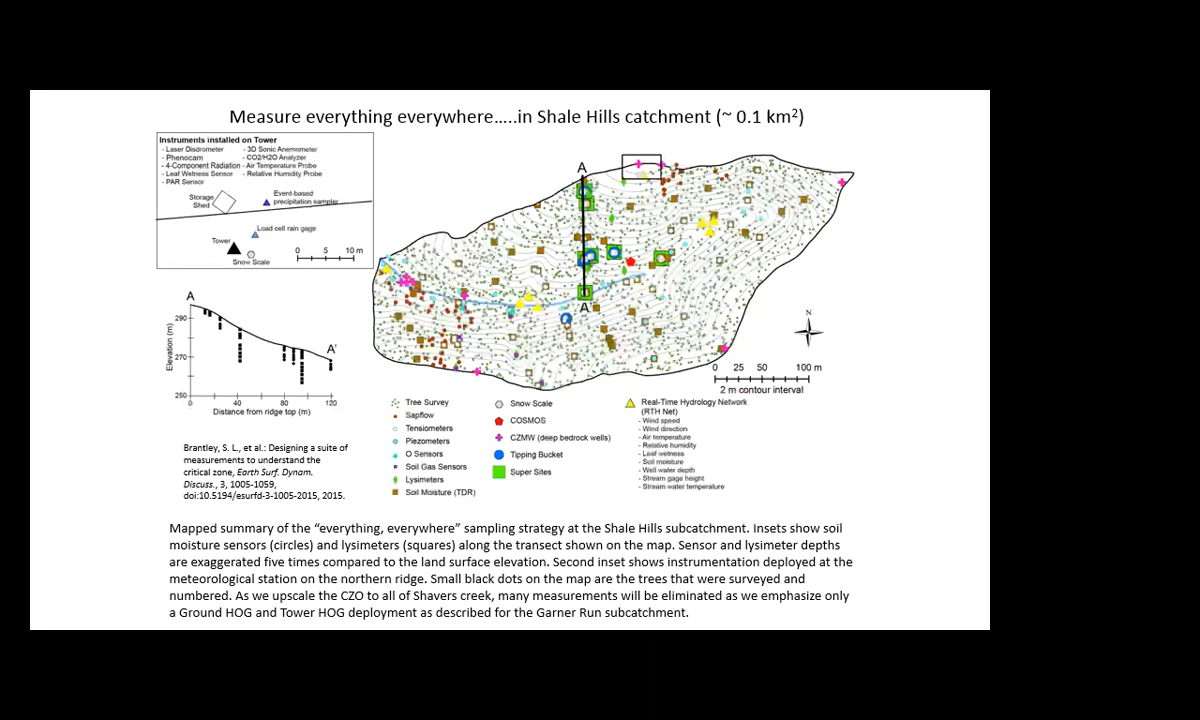 Measure everything everywhere.....in Shale Hills catchment (~ 0.1 km²)
Instruments installed on Tower
- Laser Disdrometer
- Phenocam
- 4-Component Radiation
- Leaf Wetness Sensor
- PAR Sensor
- 3D Sonic Anemometer
- CO2/H2O Analyzer
- Air Temperature Probe
- Relative Humidity Probe
Storage
Shed
Event-based
precipitation sampler
Load cell rain gage
Tower
Snow Scale
0 5 10 m
A
A'
N
0 25 50 100 m
2 m contour interval
A
A'
Elevation (m)
290
270
260
0 40 80 120
Distance from ridge top (m)
Tree Survey
Sapflow
Tensiometers
Piezometers
O Sensors
Soil Gas Sensors
Lysimeters
Soil Moisture (TDR)
Snow Scale
COSMOS
CZMW (deep bedrock wells)
Tipping Bucket
Super Sites
Real-Time Hydrology Network
(RTH Net)
- Wind speed
- Wind direction
- Air temperature
- Relative humidity
- Leaf wetness
- Soil moisture
- Well water depth
- Stream gage height
- Stream water temperature
Brantley, S. L., et al.: Designing a suite of
measurements to understand the
critical zone, Earth Surf. Dynam.
Discuss., 3, 1005-1059,
doi:10.5194/esurfd-3-1005-2015, 2015.
Mapped summary of the “everything, everywhere” sampling strategy at the Shale Hills subcatchment. Insets show soil
moisture sensors (circles) and lysimeters (squares) along the transect shown on the map. Sensor and lysimeter depths
are exaggerated five times compared to the land surface elevation. Second inset shows instrumentation deployed at the
meteorological station on the northern ridge. Small black dots on the map are the trees that were surveyed and
numbered. As we upscale the CZO to all of Shavers creek, many measurements will be eliminated as we emphasize only
a Ground HOG and Tower HOG deployment as described for the Garner Run subcatchment.